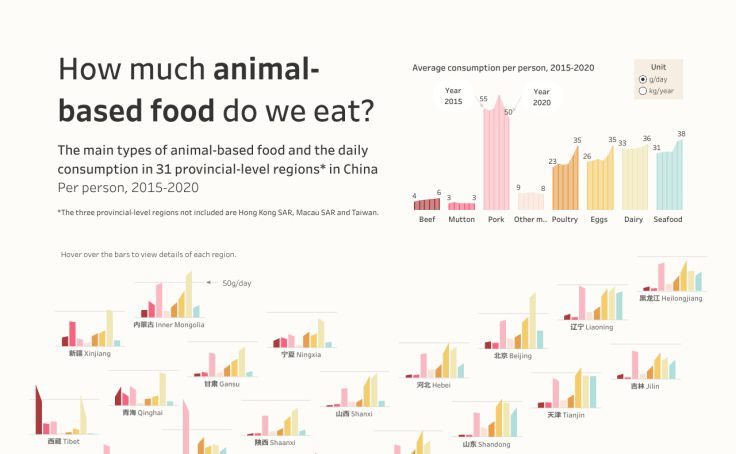 How much animal-
based food do we eat?
The main types of animal-based food and the daily
consumption in 31 provincial-level regions* in China
Per person, 2015-2020
*The three provincial-level regions not included are Hong Kong SAR, Macau SAR and Taiwan.
Average consumption per person, 2015-2020
Unit
g/day
kg/year
Year
2015
Year
2020
55
50
4
6
3
3
9
8
23
35
26
35
33
36
31
38
Beef
Mutton
Pork
Other m..
Poultry
Eggs
Dairy
Seafood
Hover over the bars to view details of each region.
50g/day
黑龙江 Heilongjiang
内蒙古 Inner Mongolia
辽宁 Liaoning
新疆 Xinjiang
宁夏 Ningxia
北京 Beijing
甘肃 Gansu
河北 Hebei
吉林 Jilin
青海 Qinghai
山西 Shanxi
天津 Tianjin
西藏 Tibet
陕西 Shaanxi
山东 Shandong